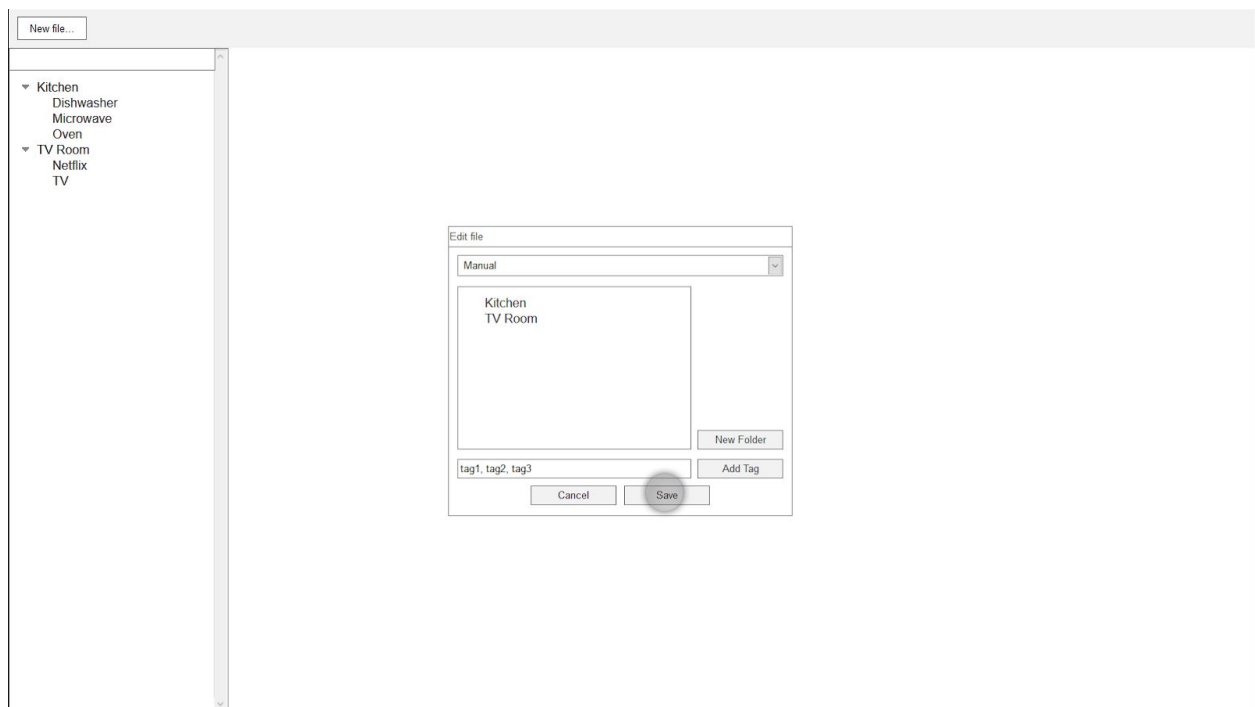 New file...
Kitchen
Dishwasher
Microwave
Oven
TV Room
Netflix
TV
Edit file
Manual
Kitchen
TV Room
New Folder
tag1, tag2, tag3
Add Tag
Cancel
Save